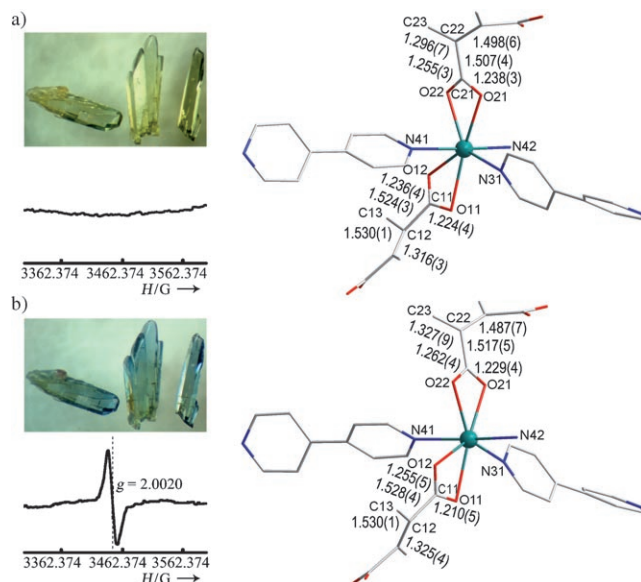 a)
C23 C22
1.296(7) 1.498(6)
1.507(4)
1.255(3) 1.238(3)
O22 C21 O21
N41 N42
O12 N31
1.236(4) C11
1.524(3) O11
C13 1.224(4)
1.530(1) C12
1.316(3)
3362.374 3462.374 3562.374
H/G →
b)
C23 C22
1.327(9) 1.487(7)
1.517(5)
1.262(4) 1.229(4)
O22 O21
N41 N42
O12 N31
1.255(5) C11
1.528(4) O11
C13 1.210(5)
1.530(1) C12
1.325(4)
g = 2.0020
3362.374 3462.374 3562.374
H/G →